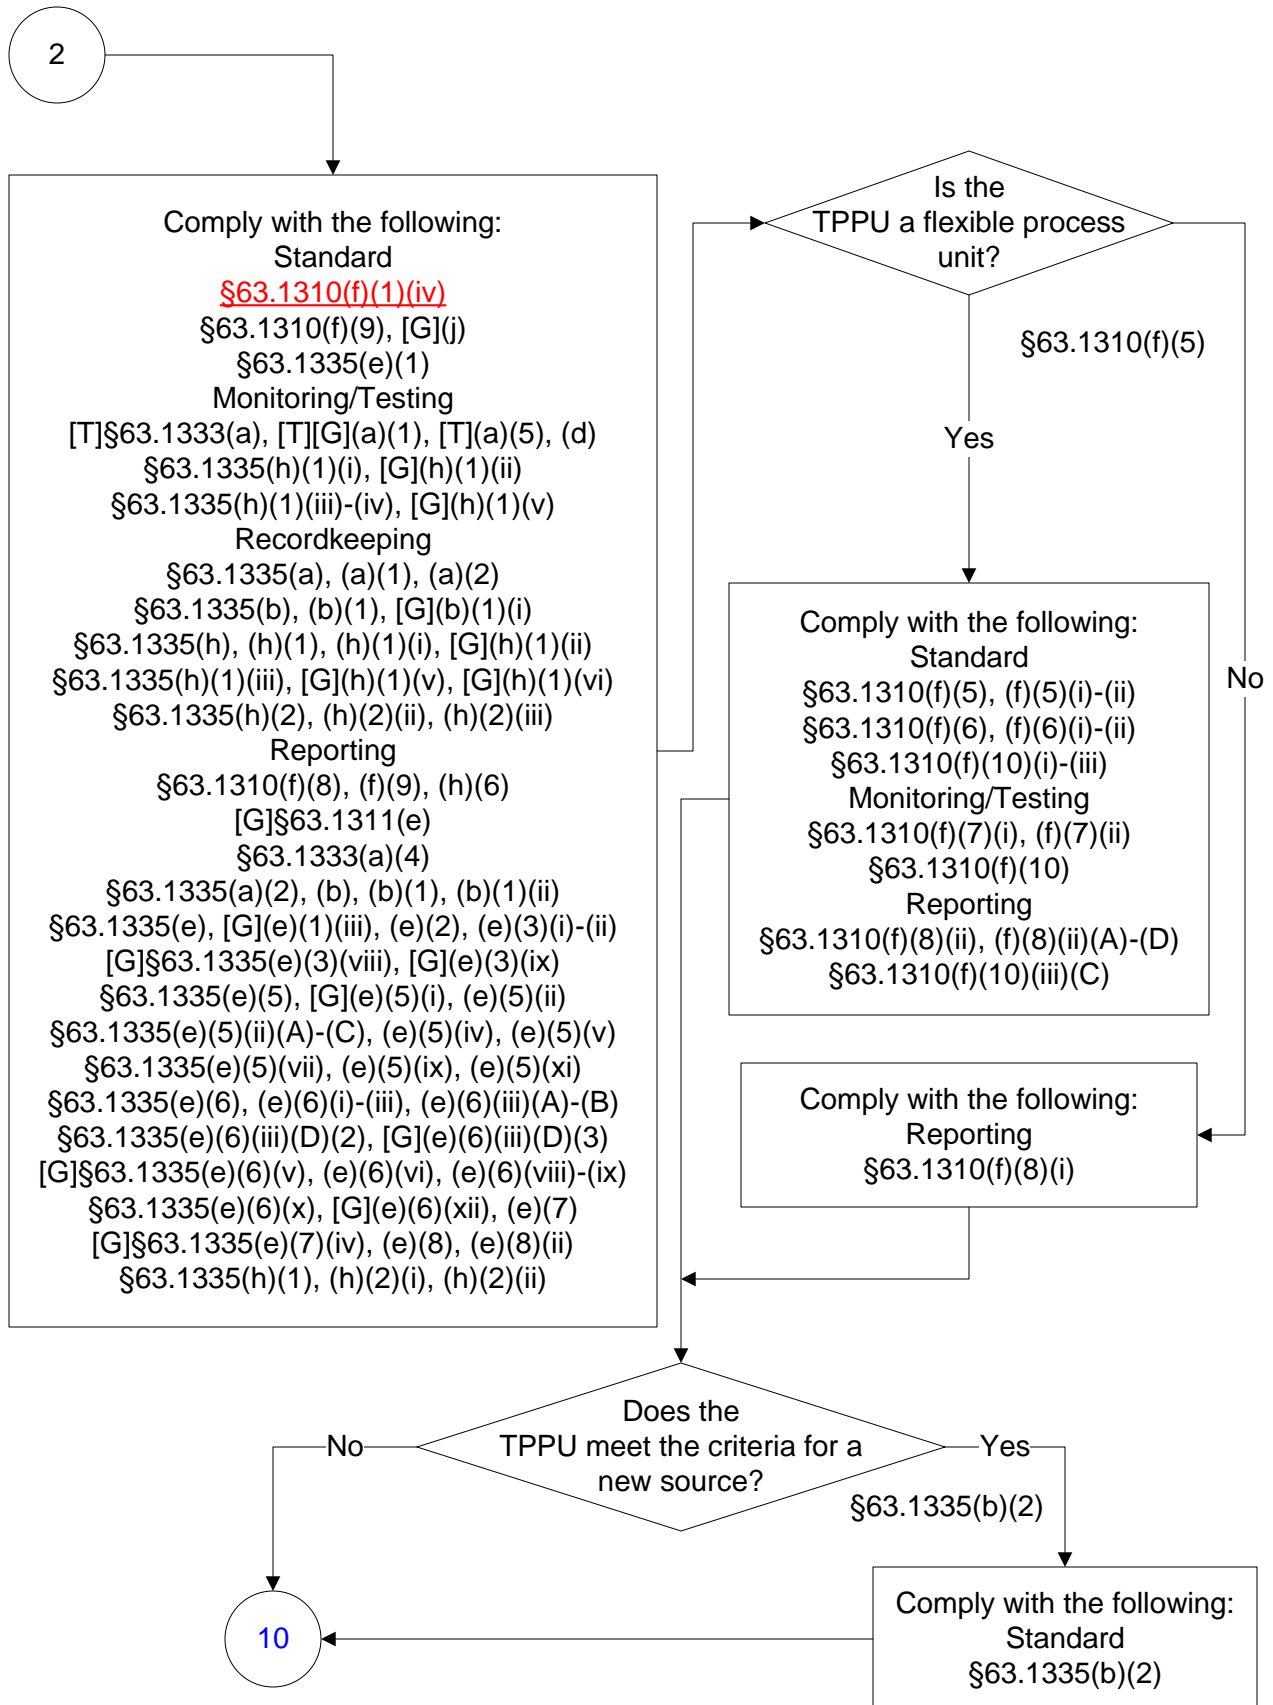 2
Comply with the following:
Standard
§63.1310(f)(1)(iv)
§63.1310(f)(9), [G](j)
§63.1335(e)(1)
Monitoring/Testing
[T]§63.1333(a), [T][G](a)(1), [T](a)(5), (d)
§63.1335(h)(1)(i), [G](h)(1)(ii)
§63.1335(h)(1)(iii)-(iv), [G](h)(1)(v)
Recordkeeping
§63.1335(a), (a)(1), (a)(2)
§63.1335(b), (b)(1), [G](b)(1)(i)
§63.1335(h), (h)(1), (h)(1)(i), [G](h)(1)(ii)
§63.1335(h)(1)(iii), [G](h)(1)(v), [G](h)(1)(vi)
§63.1335(h)(2), (h)(2)(ii), (h)(2)(iii)
Reporting
§63.1310(f)(8), (f)(9), (h)(6)
[G]§63.1311(e)
§63.1333(a)(4)
§63.1335(a)(2), (b), (b)(1), (b)(1)(ii)
§63.1335(e), [G](e)(1)(iii), (e)(2), (e)(3)(i)-(ii)
[G]§63.1335(e)(3)(viii), [G](e)(3)(ix)
§63.1335(e)(5), [G](e)(5)(i), (e)(5)(ii)
§63.1335(e)(5)(ii)(A)-(C), (e)(5)(iv), (e)(5)(v)
§63.1335(e)(5)(vii), (e)(5)(ix), (e)(5)(xi)
§63.1335(e)(6), (e)(6)(i)-(iii), (e)(6)(iii)(A)-(B)
§63.1335(e)(6)(iii)(D)(2), [G](e)(6)(iii)(D)(3)
[G]§63.1335(e)(6)(v), (e)(6)(vi), (e)(6)(viii)-(ix)
§63.1335(e)(6)(x), [G](e)(6)(xii), (e)(7)
[G]§63.1335(e)(7)(iv), (e)(8), (e)(8)(ii)
§63.1335(h)(1), (h)(2)(i), (h)(2)(ii)
Is the
TPPU a flexible process
unit?
§63.1310(f)(5)
Yes
No
Comply with the following:
Standard
§63.1310(f)(5), (f)(5)(i)-(ii)
§63.1310(f)(6), (f)(6)(i)-(ii)
§63.1310(f)(10)(i)-(iii)
Monitoring/Testing
§63.1310(f)(7)(i), (f)(7)(ii)
§63.1310(f)(10)
Reporting
§63.1310(f)(8)(ii), (f)(8)(ii)(A)-(D)
§63.1310(f)(10)(iii)(C)
Comply with the following:
Reporting
§63.1310(f)(8)(i)
Does the
TPPU meet the criteria for a
new source?
No
Yes
§63.1335(b)(2)
10
Comply with the following:
Standard
§63.1335(b)(2)